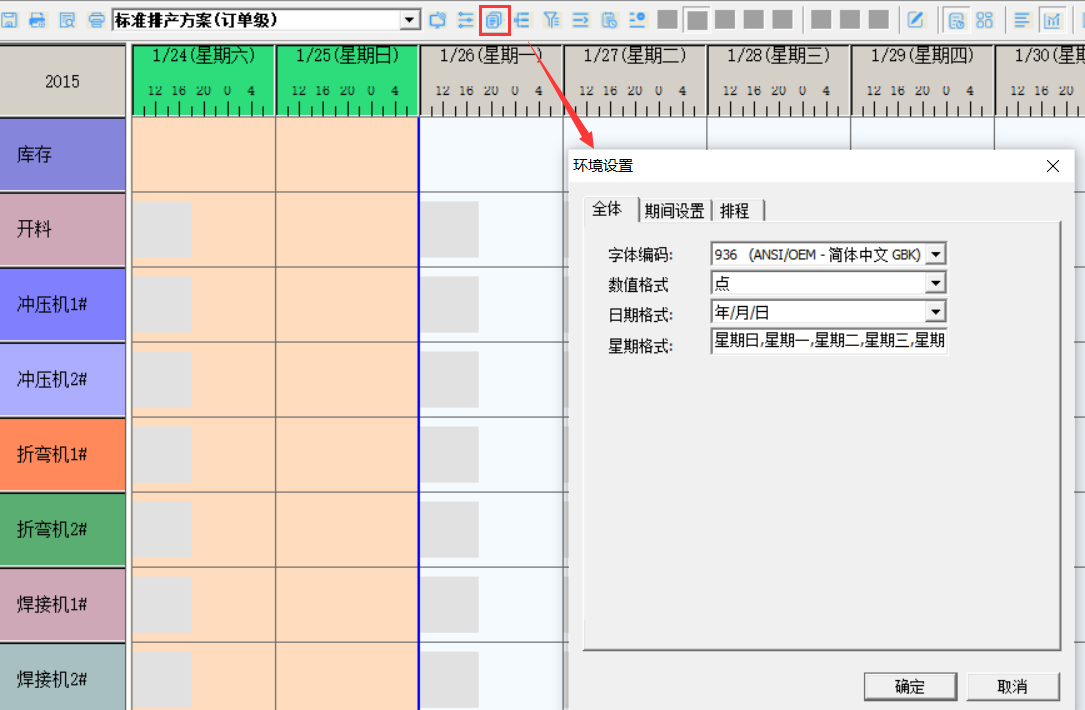 标准排产方案(订单级)
2015
1/24(星期六)
12 16 20 0 4
1/25(星期日)
12 16 20 0 4
1/26(星期一)
12 16 20 0 4
1/27(星期二)
12 16 20 0 4
1/28(星期三)
12 16 20 0 4
1/29(星期四)
12 16 20 0 4
1/30(星期
12 16 20
库存
开料
冲压机1#
冲压机2#
折弯机1#
折弯机2#
焊接机1#
焊接机2#
环境设置
全体 期间设置 排程
字体编码: 936 (ANSI/OEM - 简体中文 GBK)
数值格式 点
日期格式: 年/月/日
星期格式: 星期日,星期一,星期二,星期三,星期
确定 取消